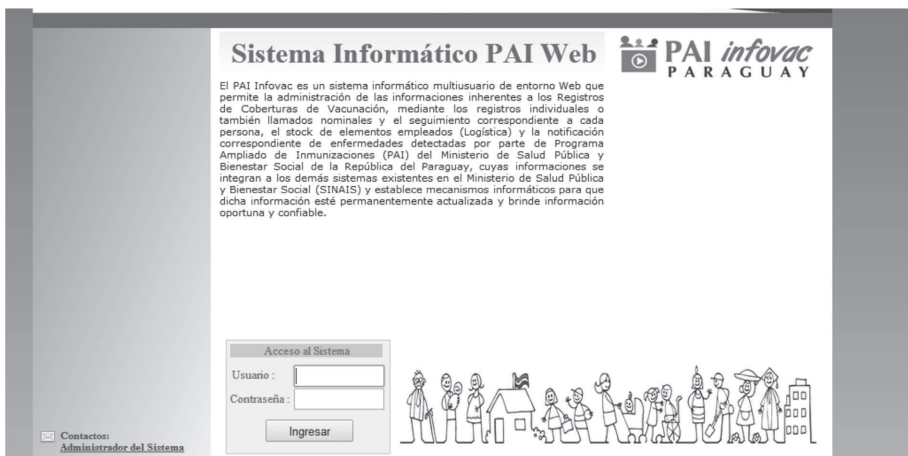 Sistema Informático PAI Web
PAI infovac
PARAGUAY
El PAI Infovac es un sistema informático multiusuario de entorno Web que
permite la administración de las informaciones inherentes a los Registros
de Coberturas de Vacunación, mediante los registros individuales o
también llamados nominales y el seguimiento correspondiente a cada
persona, el stock de elementos empleados (Logística) y la notificación
correspondiente de enfermedades detectadas por parte de Programa
Ampliado de Inmunizaciones (PAI) del Ministerio de Salud Pública y
Bienestar Social de la República del Paraguay, cuyas informaciones se
integran a los demás sistemas existentes en el Ministerio de Salud Pública
y Bienestar Social (SINAIS) y establece mecanismos informáticos para que
dicha información esté permanentemente actualizada y brinde información
oportuna y confiable.
Acceso al Sistema
Usuario :
Contraseña :
Ingresar
Contactos:
Administrador del Sistema